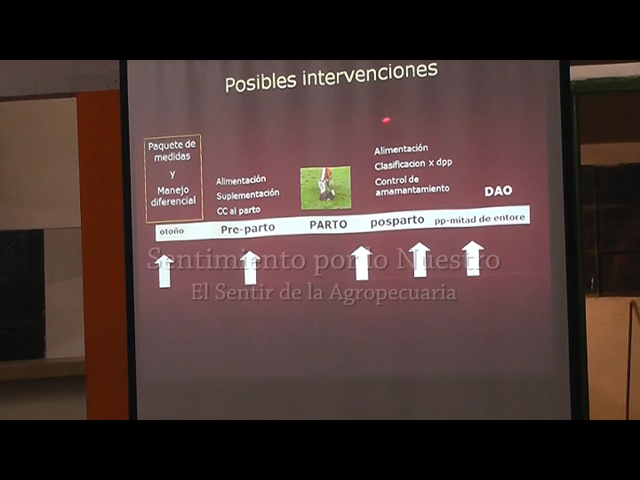 Posibles intervenciones
Paquete de
medidas
y
Manejo
diferencial
Alimentación
Suplementación
CC al parto
Alimentación
Clasificacion x dpp
Control de
amamantamiento
DAO
otoño
Pre-parto
PARTO
posparto
pp-mitad de entore
Sentimiento por lo Nuestro
El Sentir de la Agropecuaria